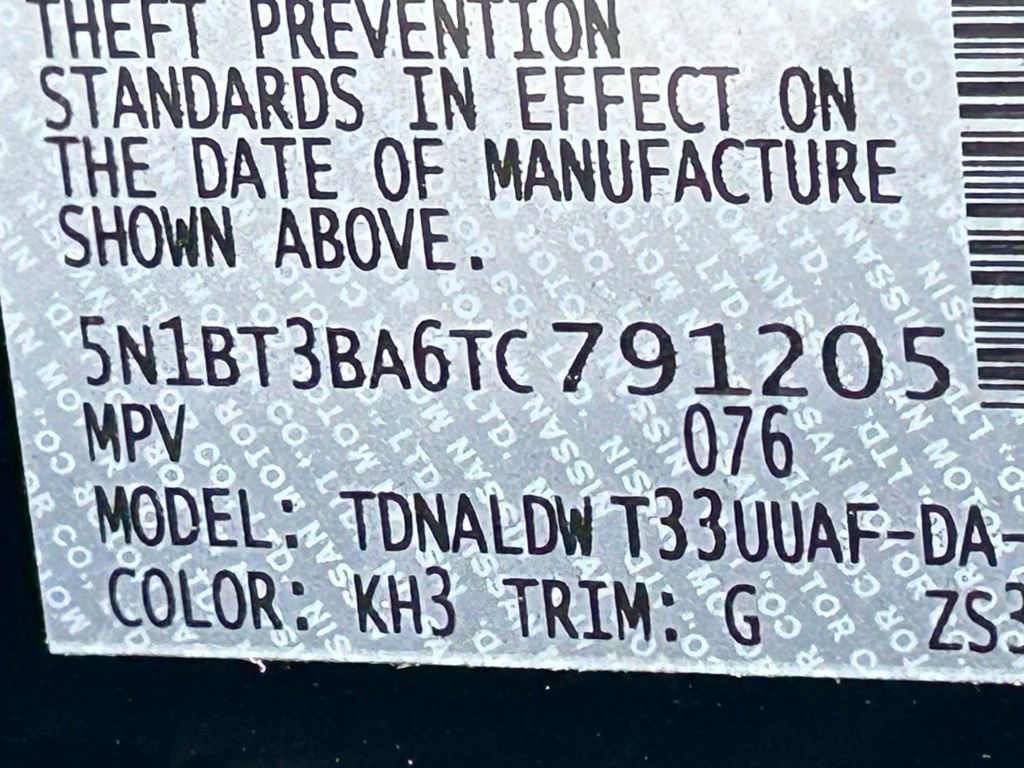 THEFT PREVENTION
STANDARDS IN EFFECT ON
THE DATE OF MANUFACTURE
SHOWN ABOVE.
5N1BT3BA6TC791205
MPV 076
MODEL: TDNALDW T33UUAF-DA-
COLOR: KH3 TRIM: G ZS3